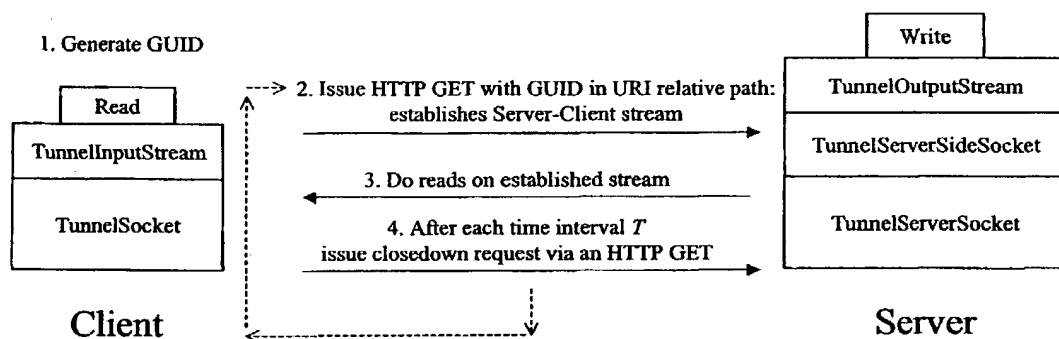 1. Generate GUID
Read
TunnelInputStream
TunnelSocket
Client
2. Issue HTTP GET with GUID in URI relative path:
establishes Server-Client stream
3. Do reads on established stream
4. After each time interval T
issue closedown request via an HTTP GET
Write
TunnelOutputStream
TunnelServerSideSocket
TunnelServerSocket
Server